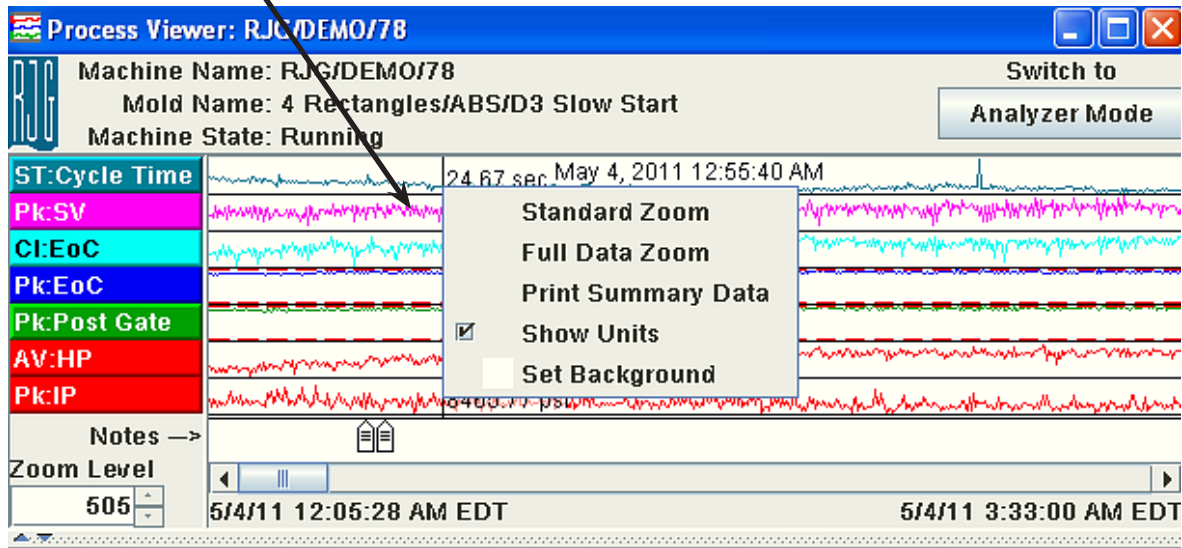 Process Viewer: RJG/DEMO/78
RJG
Machine Name: RJG/DEMO/78
Mold Name: 4 Rectangles/ABS/D3 Slow Start
Machine State: Running
Switch to
Analyzer Mode
ST:Cycle Time
24.67 sec. May 4, 2011 12:55:40 AM
Pk:SV
CI:EoC
Pk:EoC
Pk:Post Gate
AV:HP
Pk:IP
Standard Zoom
Full Data Zoom
Print Summary Data
Show Units
Set Background
Notes —>
Zoom Level
505
5/4/11 12:05:28 AM EDT
5/4/11 3:33:00 AM EDT